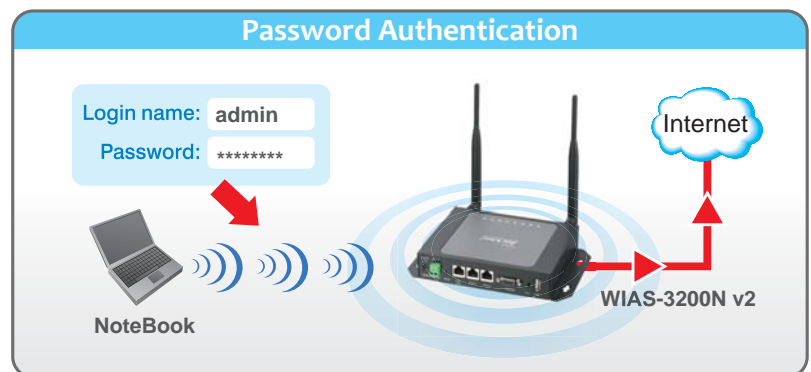 Password Authentication
Login name: admin
Password: ********
Internet
WIAS-3200N v2
NoteBook